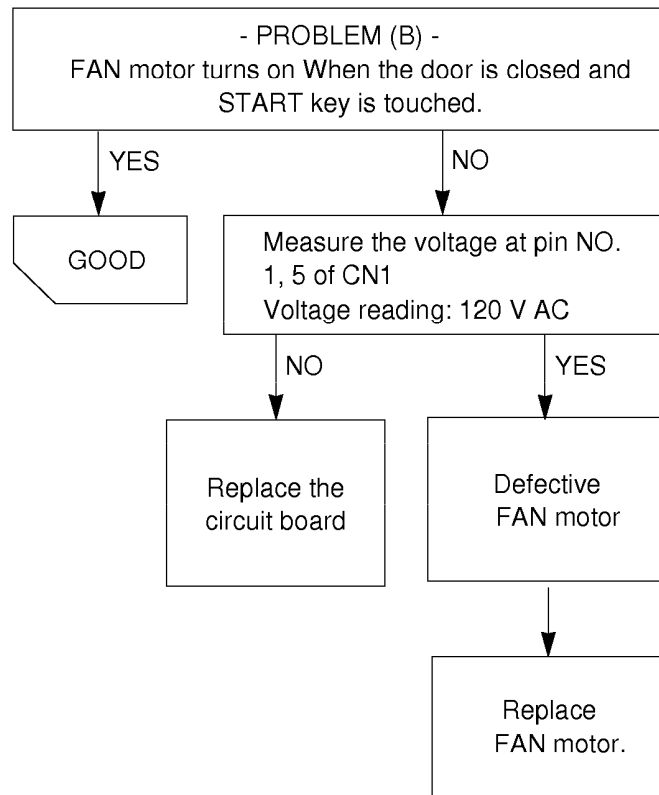 - PROBLEM (B) -
FAN motor turns on When the door is closed and
START key is touched.
YES
NO
GOOD
Measure the voltage at pin NO.
1, 5 of CN1
Voltage reading: 120 V AC
NO
YES
Replace the
circuit board
Defective
FAN motor
Replace
FAN motor.